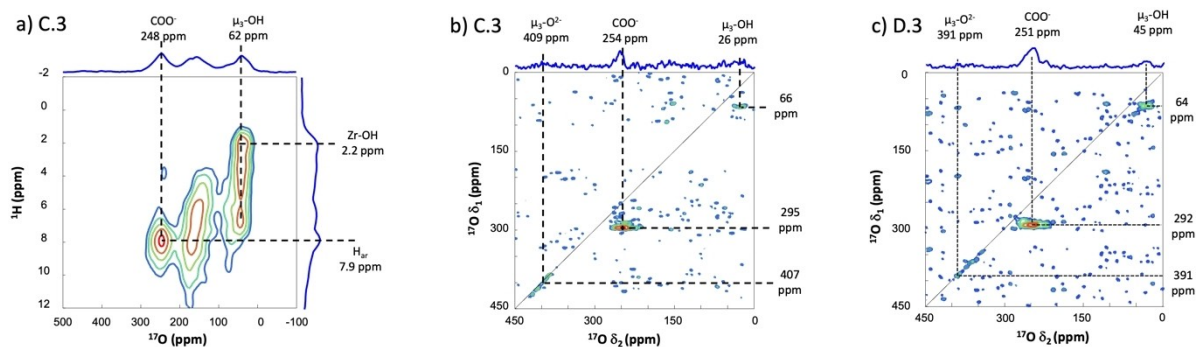 a) C.3
COO⁻
248 ppm
μ₃-OH
62 ppm
-2
0
2
4
6
8
10
12
¹H (ppm)
Zr-OH
2.2 ppm
Har
7.9 ppm
500 400 300 200 100 0 -100
¹⁷O (ppm)
b) C.3
μ₃-O²⁻
409 ppm
COO⁻
254 ppm
μ₃-OH
26 ppm
0
150
300
450
¹⁷O δ₁ (ppm)
66
ppm
295
ppm
407
ppm
450 300 150 0
¹⁷O δ₂ (ppm)
c) D.3
μ₃-O²⁻
391 ppm
COO⁻
251 ppm
μ₃-OH
45 ppm
0
150
300
450
¹⁷O δ₁ (ppm)
64
ppm
292
ppm
391
ppm
450 300 150 0
¹⁷O δ₂ (ppm)